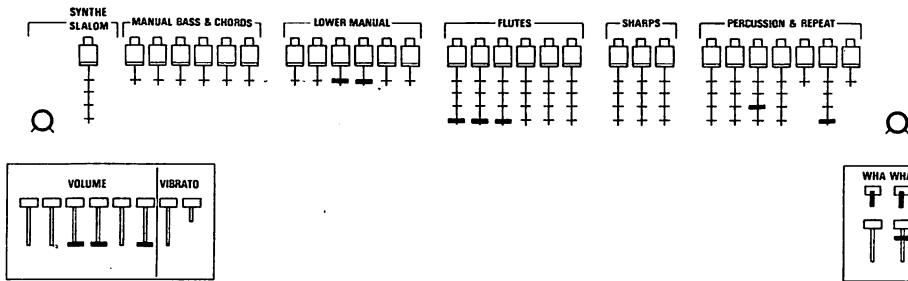 SYNTHE
SLALOM
MANUAL BASS & CHORDS
LOWER MANUAL
FLUTES
SHARPS
PERCUSSION & REPEAT
VOLUME
VIBRATO
WHA WHA